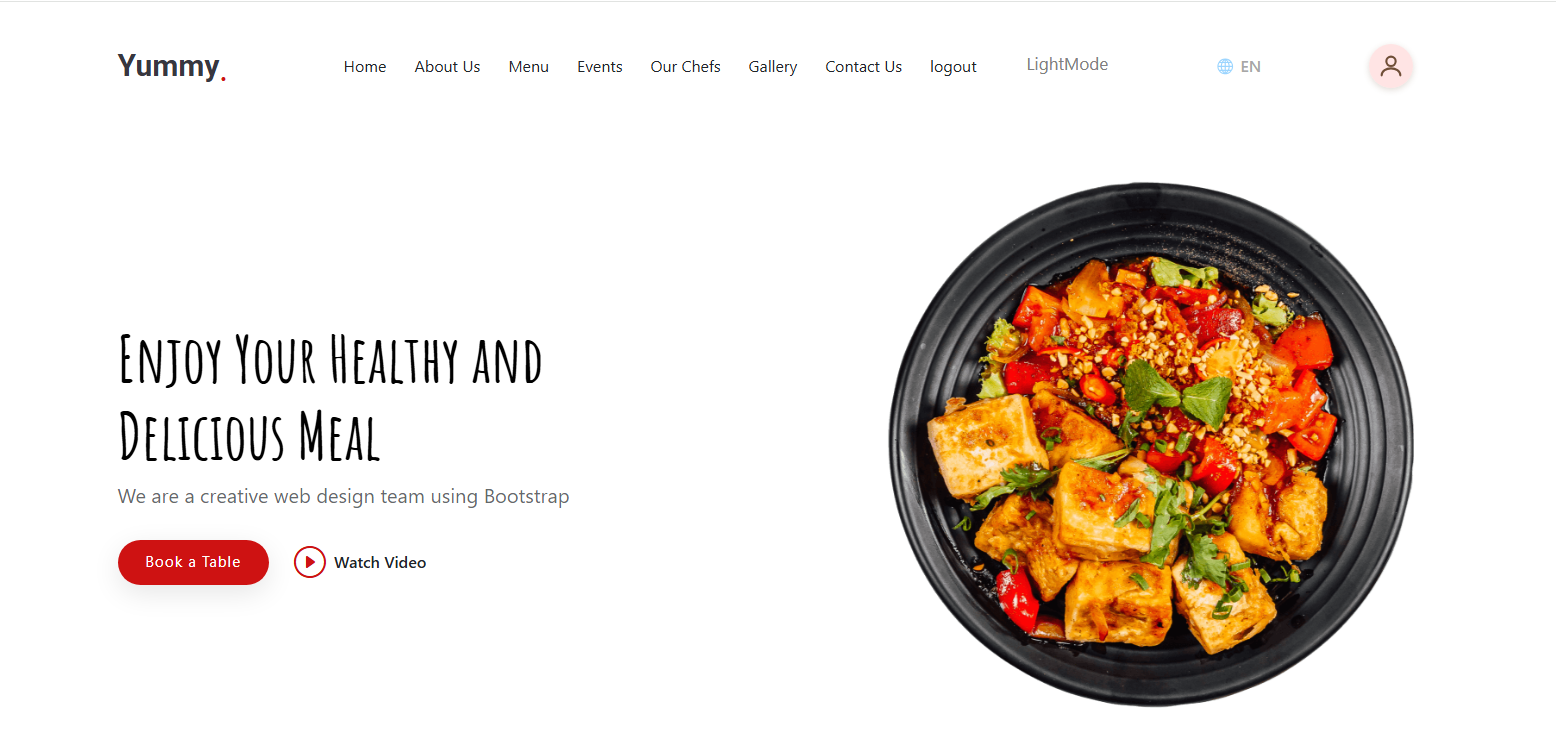 Yummy.
Home About Us Menu Events Our Chefs Gallery Contact Us logout LightMode EN
Enjoy Your Healthy and
Delicious Meal
We are a creative web design team using Bootstrap
Book a Table Watch Video